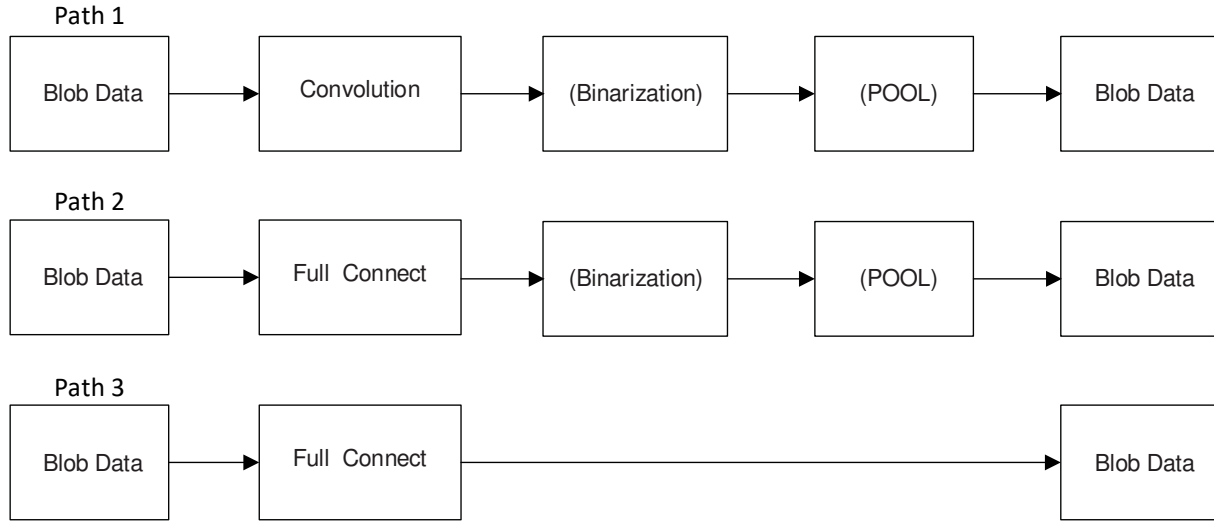 Path 1
Blob Data
Convolution
(Binarization)
(POOL)
Blob Data
Path 2
Blob Data
Full Connect
(Binarization)
(POOL)
Blob Data
Path 3
Blob Data
Full Connect
Blob Data